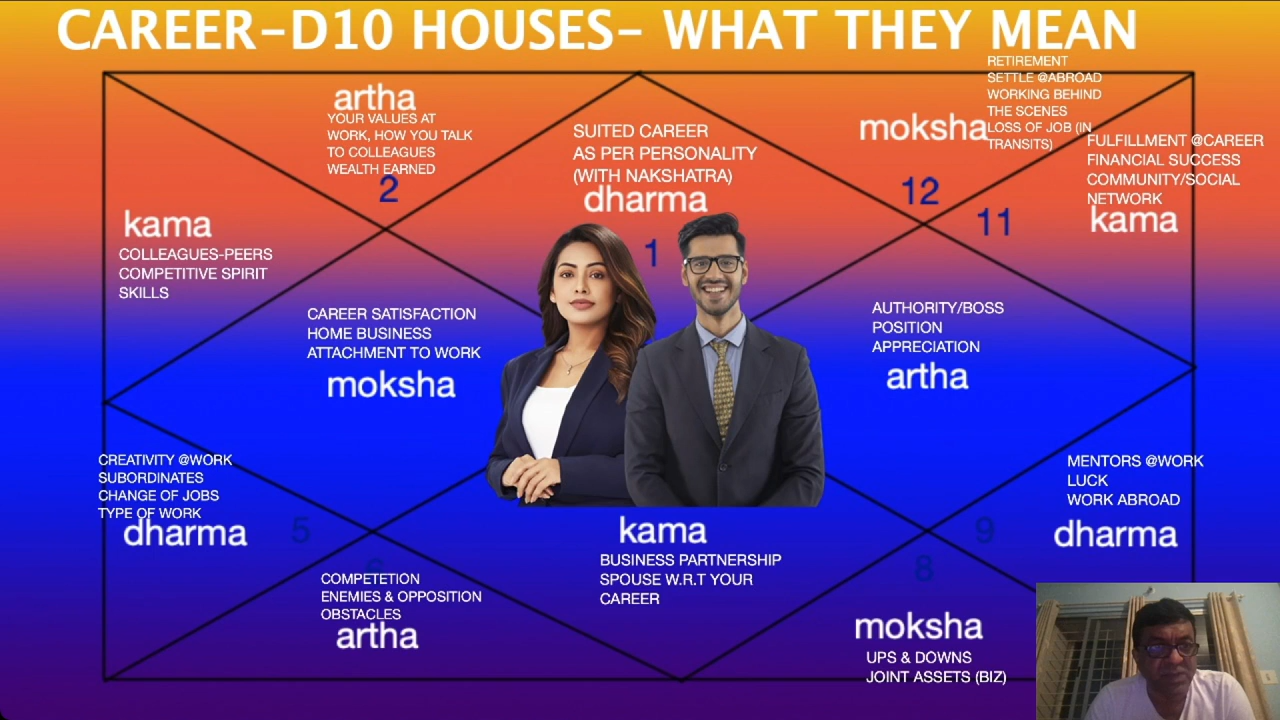 CAREER-D10 HOUSES- WHAT THEY MEAN
artha
YOUR VALUES AT
WORK, HOW YOU TALK
TO COLLEAGUES
WEALTH EARNED
2
SUITED CAREER
AS PER PERSONALITY
(WITH NAKSHATRA)
dharma
1
RETIREMENT
SETTLE @ABROAD
WORKING BEHIND
THE SCENES
LOSS OF JOB (IN
TRANSITS)
moksha
12
FULFILLMENT @CAREER
FINANCIAL SUCCESS
COMMUNITY/SOCIAL
NETWORK
kama
11
kama
COLLEAGUES-PEERS
COMPETITIVE SPIRIT
SKILLS
CAREER SATISFACTION
HOME BUSINESS
ATTACHMENT TO WORK
moksha
AUTHORITY/BOSS
POSITION
APPRECIATION
artha
CREATIVITY @WORK
SUBORDINATES
CHANGE OF JOBS
TYPE OF WORK
dharma
5
6
COMPETETION
ENEMIES & OPPOSITION
OBSTACLES
artha
kama
BUSINESS PARTNERSHIP
SPOUSE W.R.T YOUR
CAREER
MENTORS @WORK
LUCK
WORK ABROAD
dharma
9
8
moksha
UPS & DOWNS
JOINT ASSETS (BIZ)